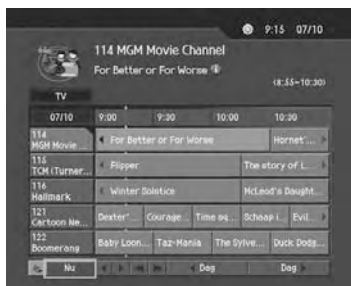 9:15 07/10
114 MGM Movie Channel
For Better or For Worse
(8:55-10:30)
TV
07/10 9:00 9:30 10:00 10:30
114 MGM Movie... For Better or For Worse Hornet'...
115 TCM (Turner... Flipper The story of L...
116 Hallmark Winter Solstice McLeod's Daught...
121 Cartoon Ne... Dexter'... Courage... Time sq... Schaap i... Evil...
122 Boomerang Baby Loon... Taz-Mania The Sylve... Duck Dodg...
Nu Dag Dag